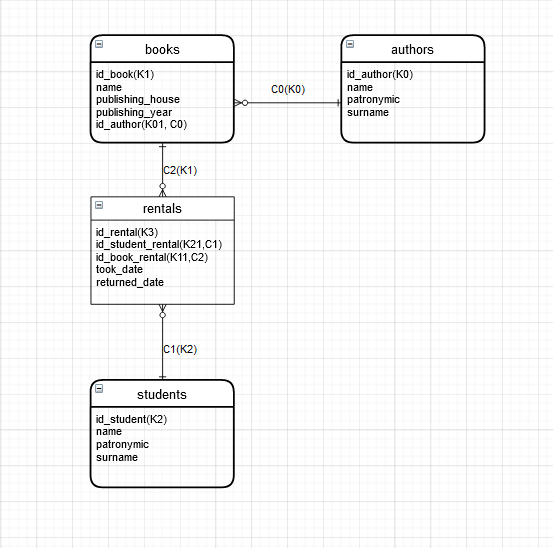 books
id_book(K1)
name
publishing_house
publishing_year
id_author(K01, C0)
C0(K0)
authors
id_author(K0)
name
patronymic
surname
C2(K1)
rentals
id_rental(K3)
id_student_rental(K21,C1)
id_book_rental(K11,C2)
took_date
returned_date
C1(K2)
students
id_student(K2)
name
patronymic
surname